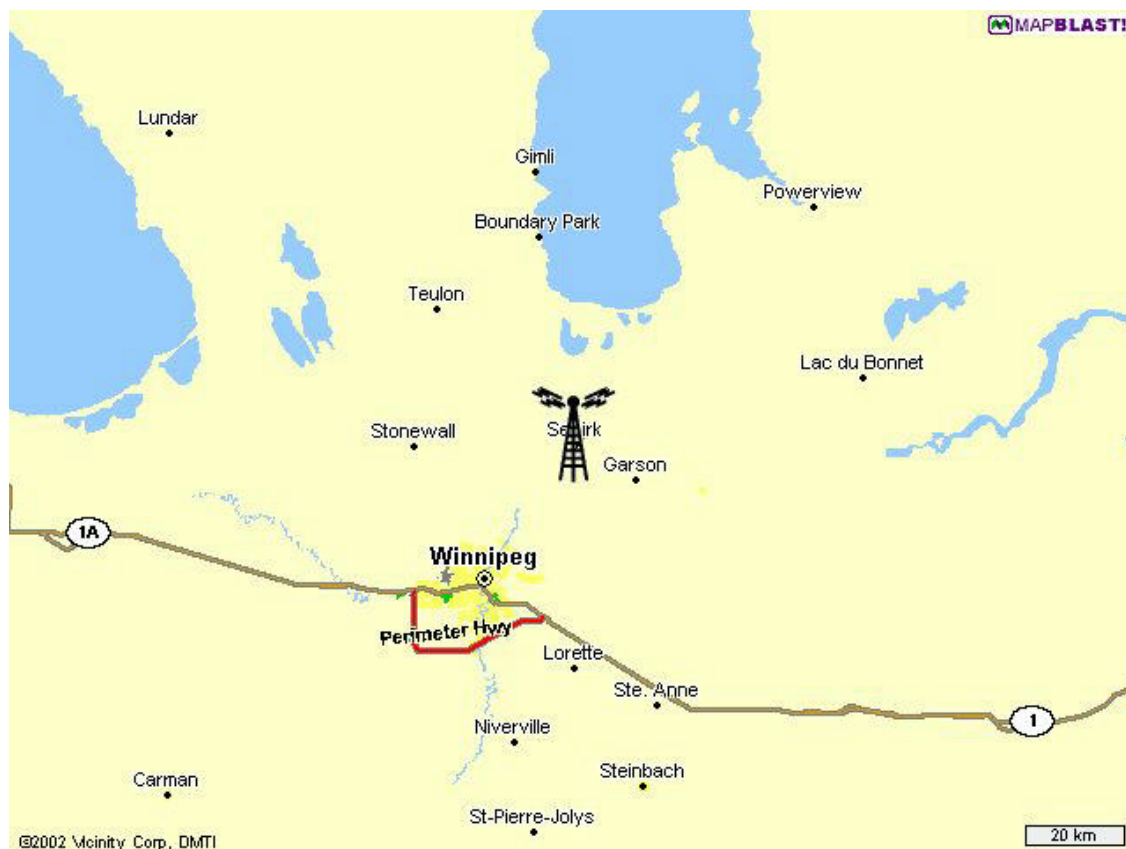 MAPBLAST!
Lundar
Gimli
Powerview
Boundary Park
Teulon
Lac du Bonnet
Stonewall
Garson
1A
Winnipeg
Perimeter Hwy
Lorette
Ste. Anne
1
Niverville
Steinbach
Carman
St-Pierre-Jolys
20 km
©2002 Vicinity Corp, DMTI